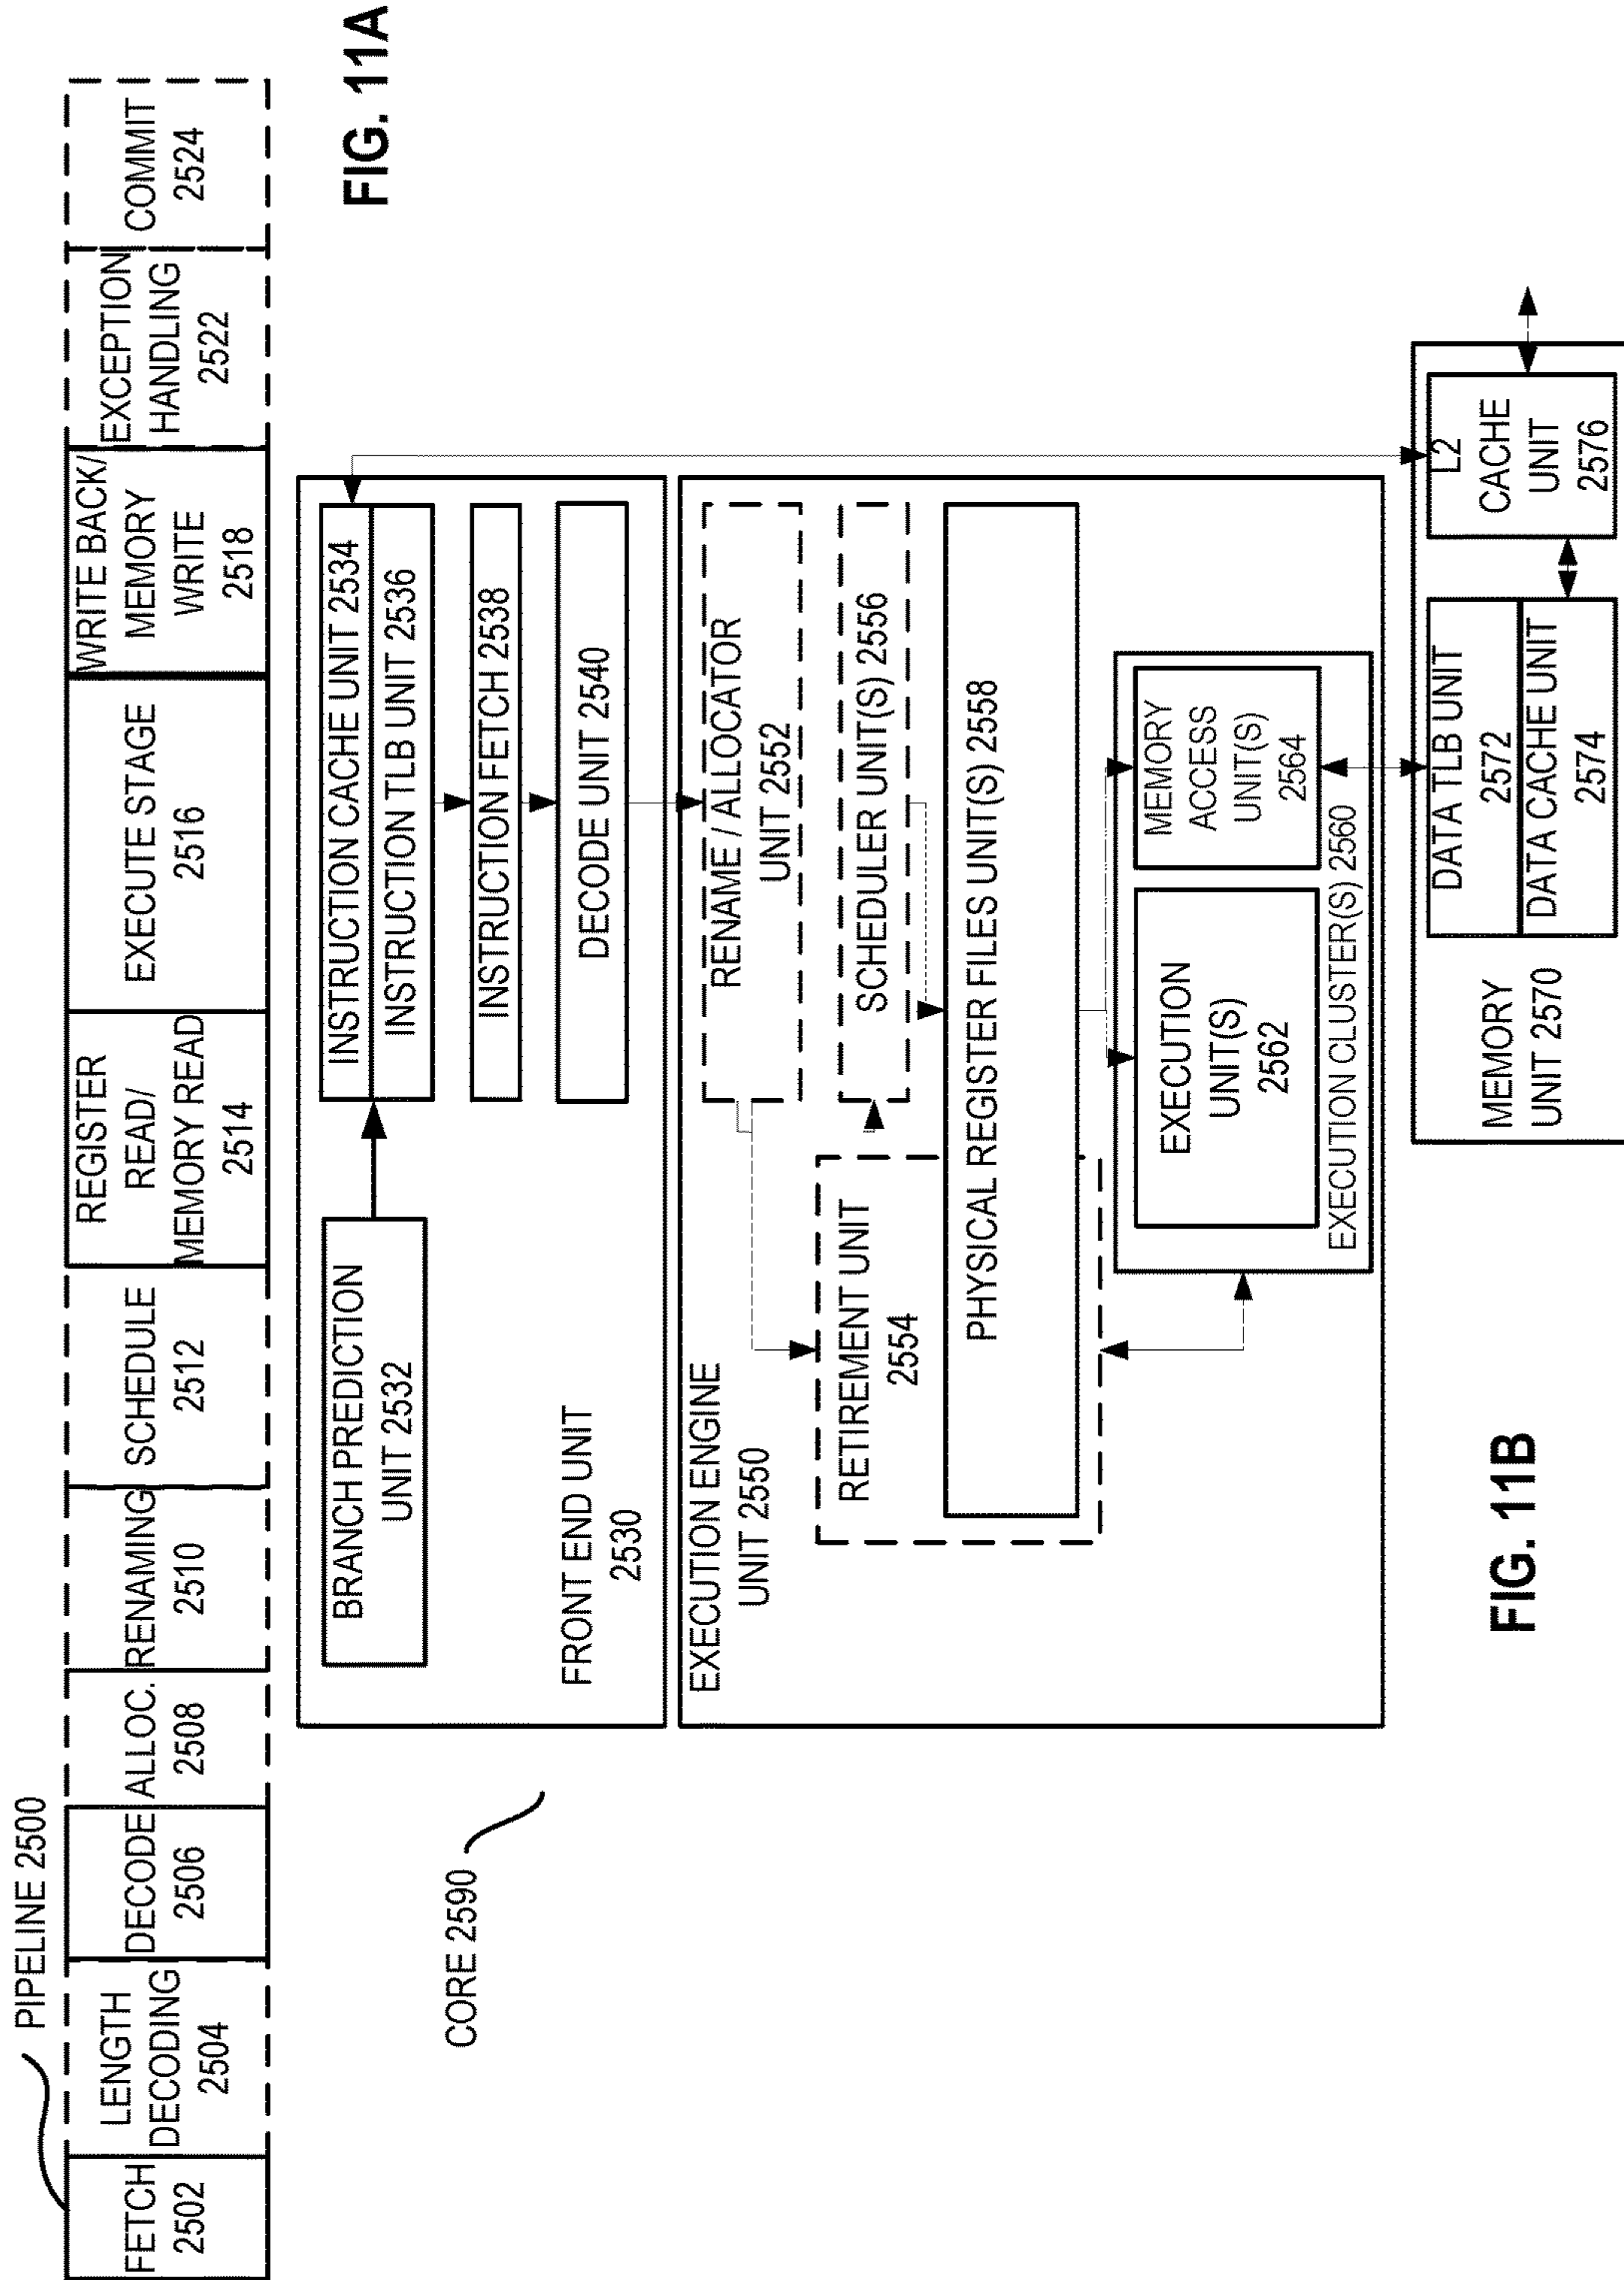 PIPELINE 2500
FETCH
2502
LENGTH
DECODING
2504
DECODE
2506
ALLOC.
2508
RENAMING
2510
SCHEDULE
2512
REGISTER
READ/
MEMORY READ
2514
EXECUTE STAGE
2516
WRITE BACK/
MEMORY
WRITE
2518
EXCEPTION
HANDLING
2522
COMMIT
2524
FIG. 11A
CORE 2590
BRANCH PREDICTION
UNIT 2532
INSTRUCTION CACHE UNIT 2534
INSTRUCTION TLB UNIT 2536
INSTRUCTION FETCH 2538
DECODE UNIT 2540
FRONT END UNIT
2530
EXECUTION ENGINE
UNIT 2550
RENAME / ALLOCATOR
UNIT 2552
RETIREMENT UNIT
2554
SCHEDULER UNIT(S) 2556
PHYSICAL REGISTER FILES UNIT(S) 2558
EXECUTION
UNIT(S)
2562
MEMORY
ACCESS
UNIT(S)
2564
EXECUTION CLUSTER(S) 2560
MEMORY
UNIT 2570
DATA TLB UNIT
2572
DATA CACHE UNIT
2574
L2
CACHE
UNIT
2576
FIG. 11B